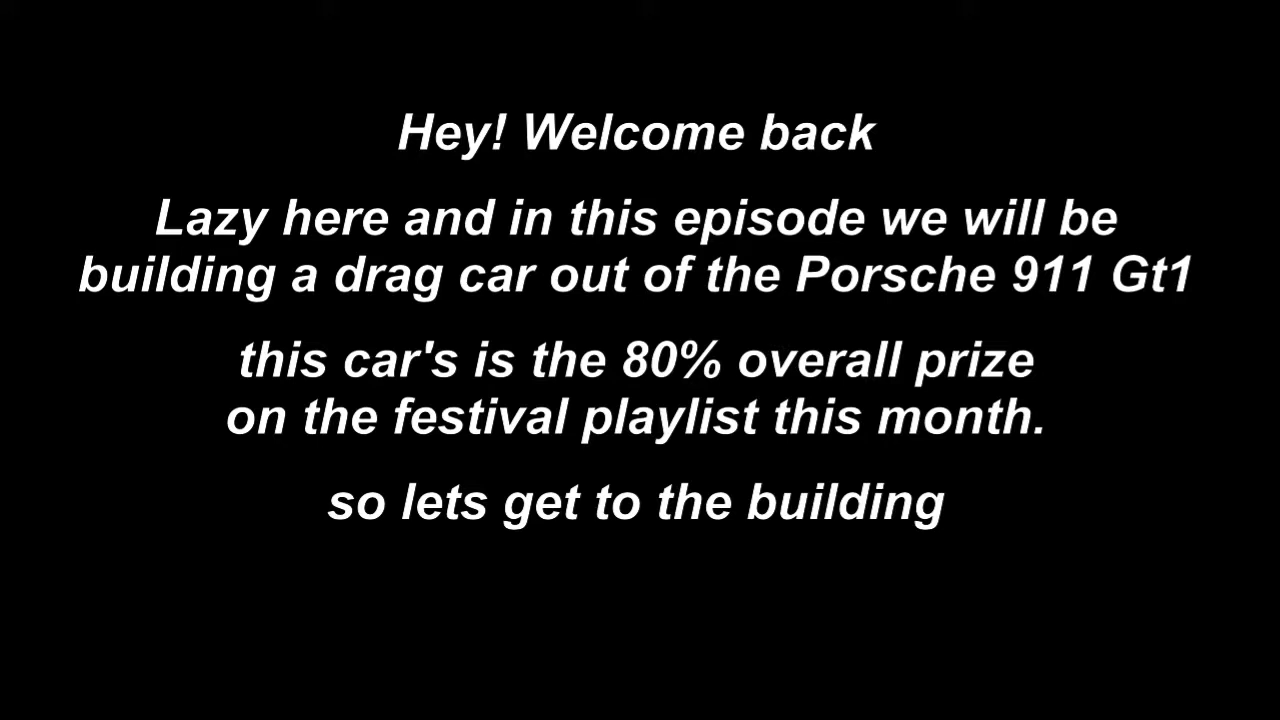 Hey! Welcome back
Lazy here and in this episode we will be
building a drag car out of the Porsche 911 Gt1
this car's is the 80% overall prize
on the festival playlist this month.
so lets get to the building